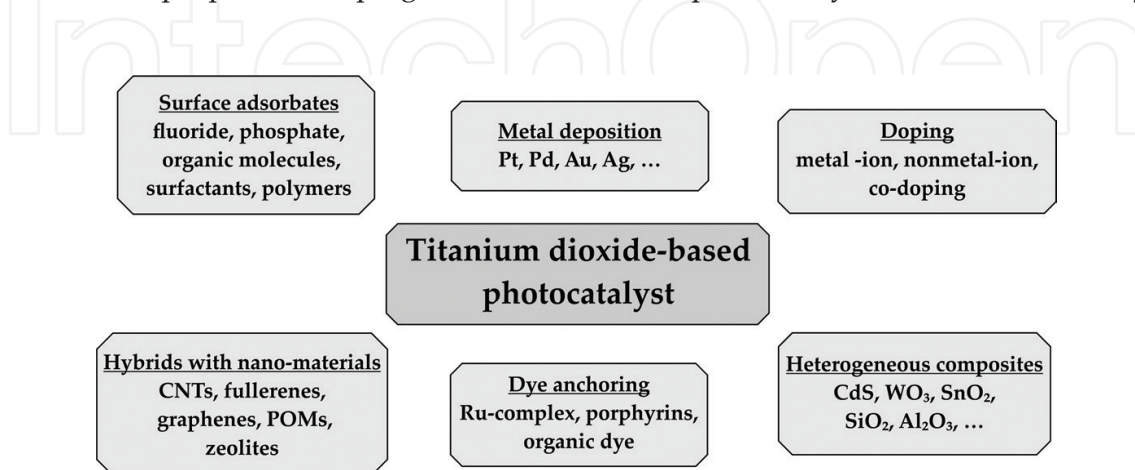 IntechOpen
Surface adsorbates
fluoride, phosphate,
organic molecules,
surfactants, polymers
Metal deposition
Pt, Pd, Au, Ag, ...
Doping
metal -ion, nonmetal-ion,
co-doping
Titanium dioxide-based
photocatalyst
Hybrids with nano-materials
CNTs, fullerenes,
graphenes, POMs,
zeolites
Dye anchoring
Ru-complex, porphyrins,
organic dye
Heterogeneous composites
CdS, WO₃, SnO₂,
SiO₂, Al₂O₃, ...